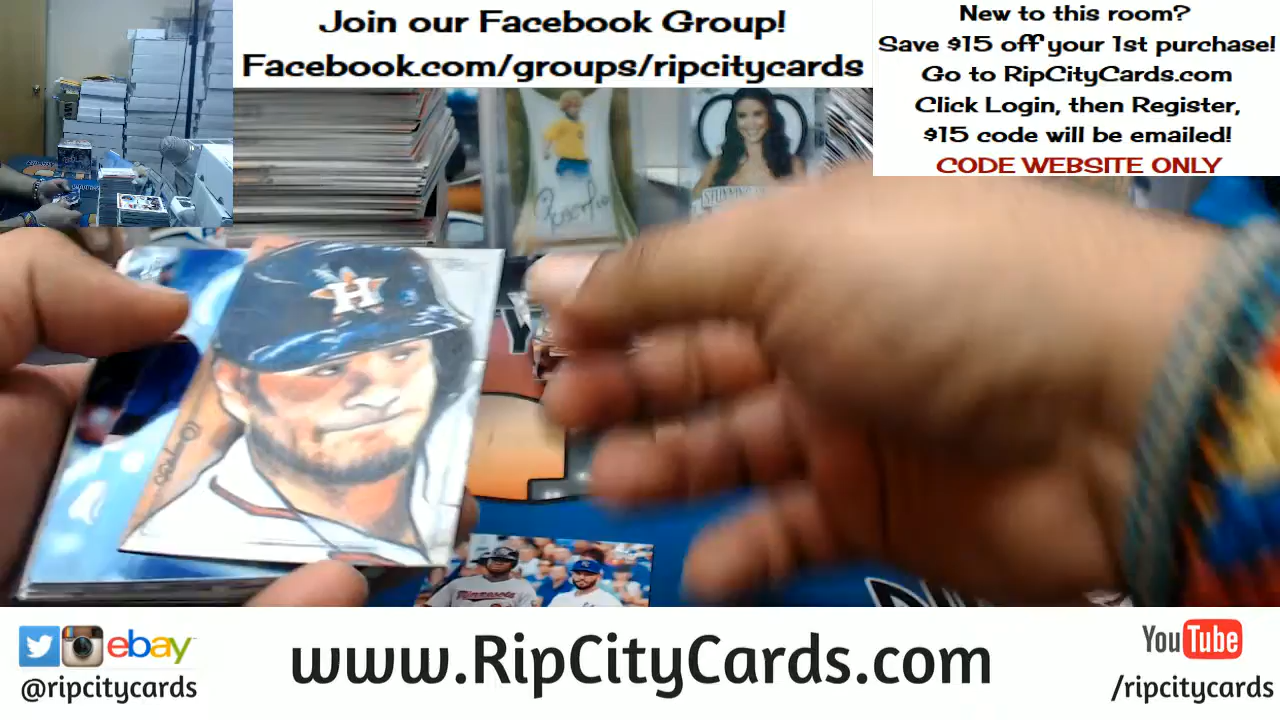 Join our Facebook Group!
Facebook.com/groups/ripcitycards
New to this room?
Save $15 off your 1st purchase!
Go to RipCityCards.com
Click Login, then Register,
$15 code will be emailed!
CODE WEBSITE ONLY
STUNNING
H
Minnesota
ebay
@ripcitycards
www.RipCityCards.com
YouTube
/ripcitycards